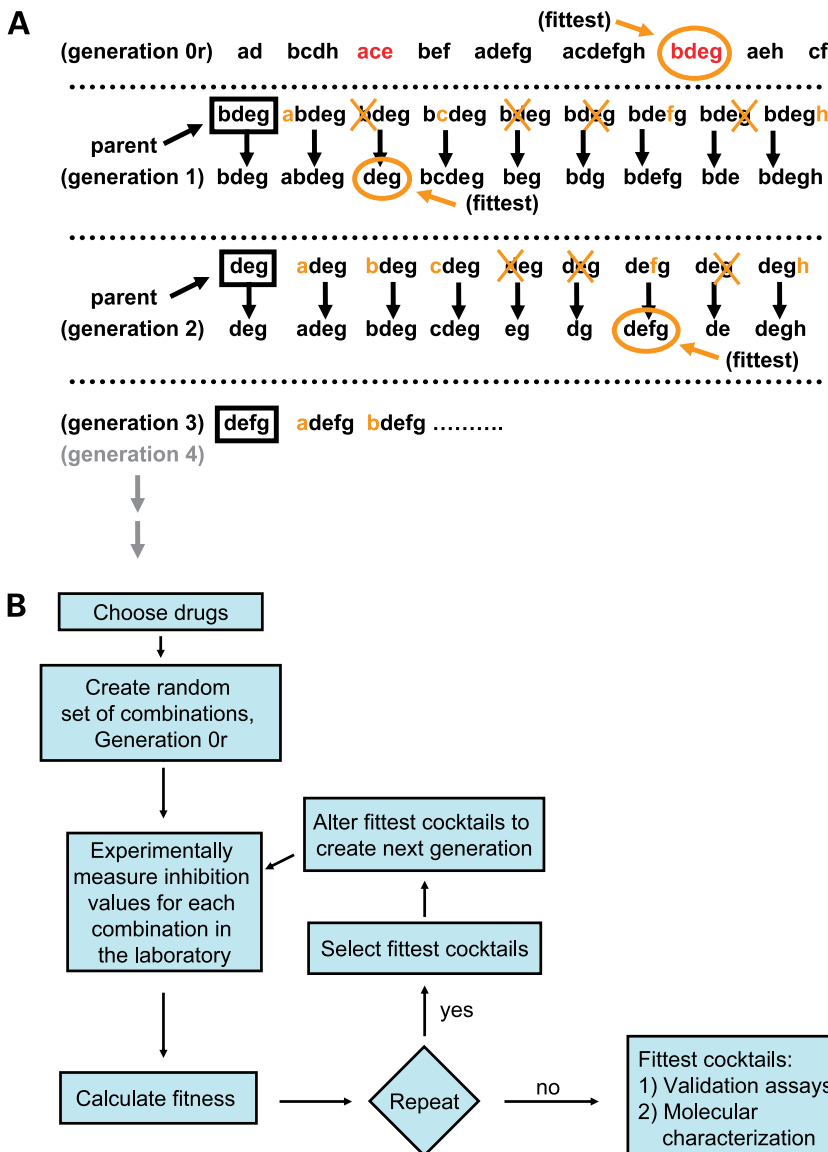 A
(fittest)
(generation 0r) ad bcdh ace bef adefg acdefgh bdeg aeh cf
bdeg abdeg bdeg bcdeg bdeg bdeg bdefg bdeg bdegh
parent
(generation 1) bdeg abdeg deg bcdeg beg bdg bdefg bde bdegh
(fittest)
deg adeg bdeg cdeg deg deg defg deg degh
parent
(generation 2) deg adeg bdeg cdeg eg dg defg de degh
(fittest)
(generation 3) defg adefg bdefg ..........
(generation 4)
B
Choose drugs
Create random
set of combinations,
Generation 0r
Alter fittest cocktails to
create next generation
Experimentally
measure inhibition
values for each
combination in
the laboratory
Select fittest cocktails
yes
Calculate fitness
Repeat
no
Fittest cocktails:
1) Validation assays
2) Molecular
characterization